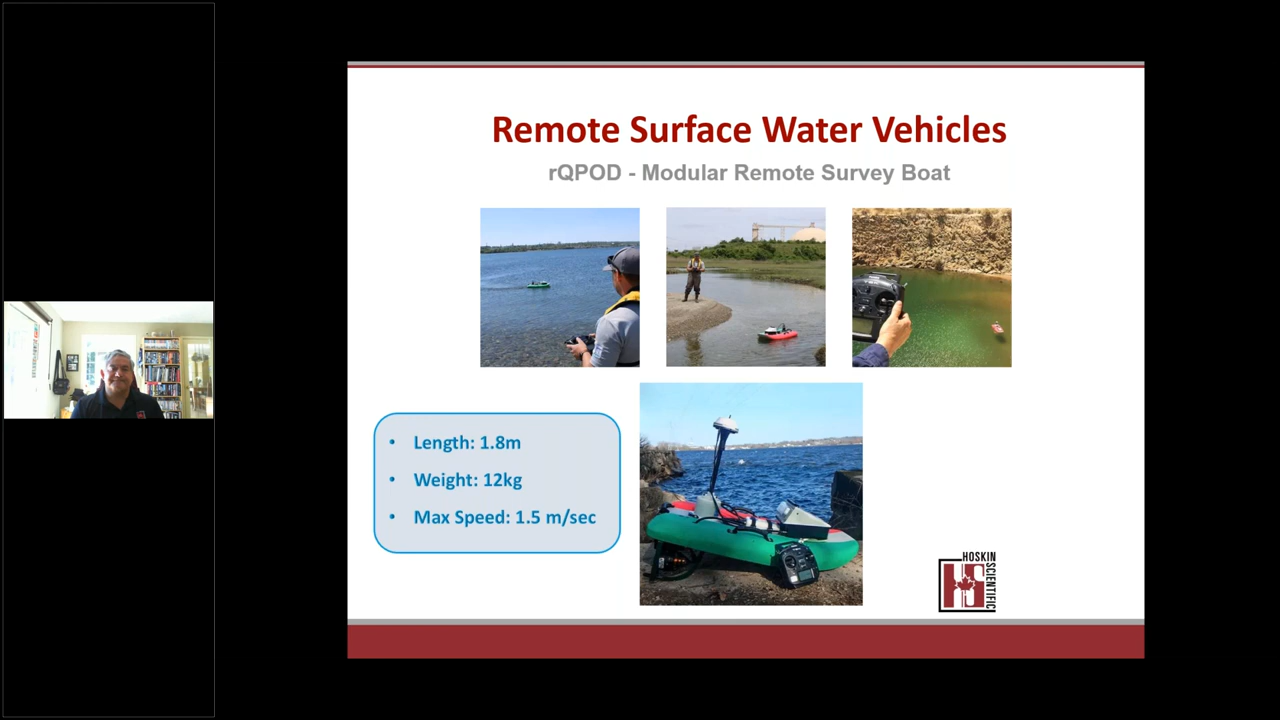 Remote Surface Water Vehicles
rQPOD - Modular Remote Survey Boat
• Length: 1.8m
• Weight: 12kg
• Max Speed: 1.5 m/sec
HOSKIN
SCIENTIFIC
HS